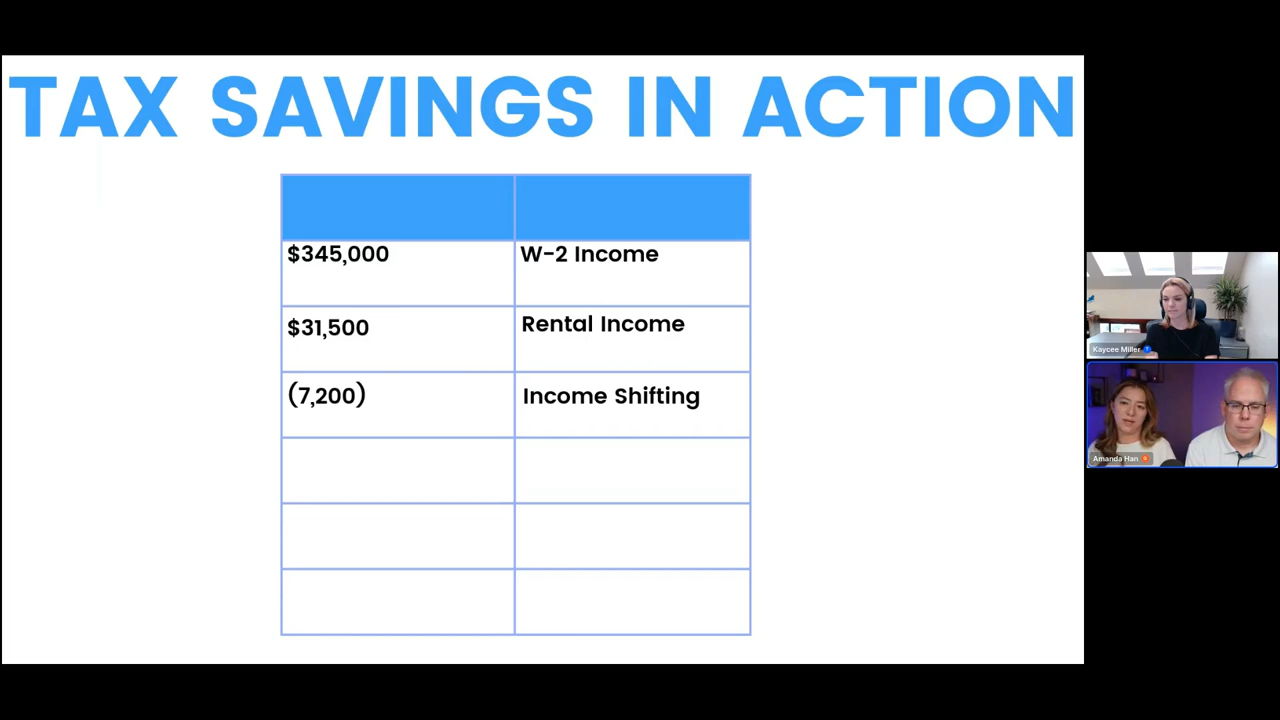 TAX SAVINGS IN ACTION
$345,000 W-2 Income
$31,500 Rental Income
(7,200) Income Shifting
Kaycee Miller
Amanda Han